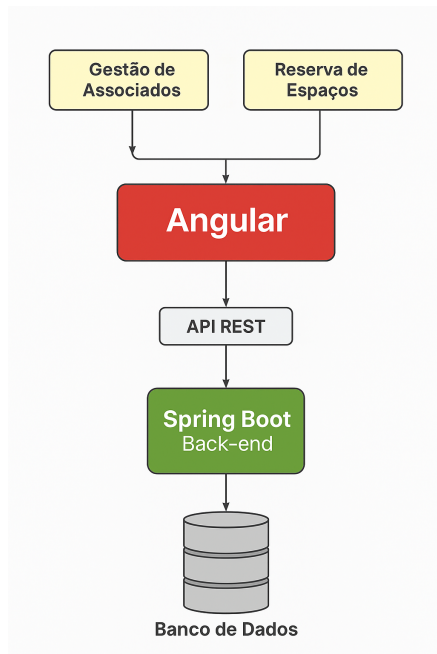 Gestão de
Associados
Reserva de
Espaços
Angular
API REST
Spring Boot
Back-end
Banco de Dados